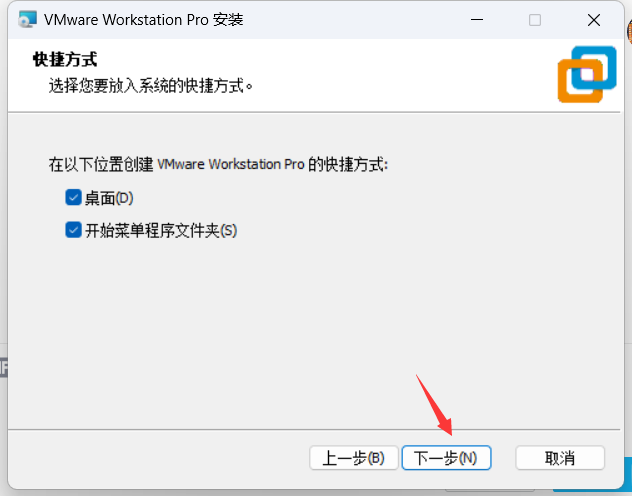 VMware Workstation Pro 安装
快捷方式
选择您要放入系统的快捷方式。
在以下位置创建 VMware Workstation Pro 的快捷方式:
桌面(D)
开始菜单程序文件夹(S)
上一步(B) 下一步(N) 取消